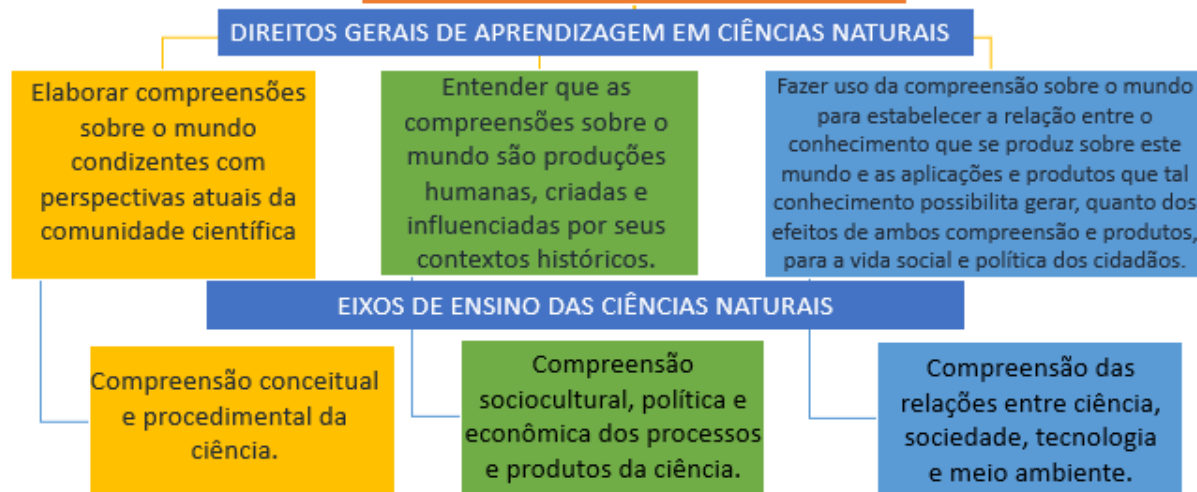 DIREITOS GERAIS DE APRENDIZAGEM EM CIÊNCIAS NATURAIS
Elaborar compreensões
sobre o mundo
condizentes com
perspectivas atuais da
comunidade científica
Entender que as
compreensões sobre o
mundo são produções
humanas, criadas e
influenciadas por seus
contextos históricos.
Fazer uso da compreensão sobre o mundo
para estabelecer a relação entre o
conhecimento que se produz sobre este
mundo e as aplicações e produtos que tal
conhecimento possibilita gerar, quanto dos
efeitos de ambos compreensão e produtos,
para a vida social e política dos cidadãos.
EIXOS DE ENSINO DAS CIÊNCIAS NATURAIS
Compreensão conceitual
e procedimental da
ciência.
Compreensão
sociocultural, política e
econômica dos processos
e produtos da ciência.
Compreensão das
relações entre ciência,
sociedade, tecnologia
e meio ambiente.